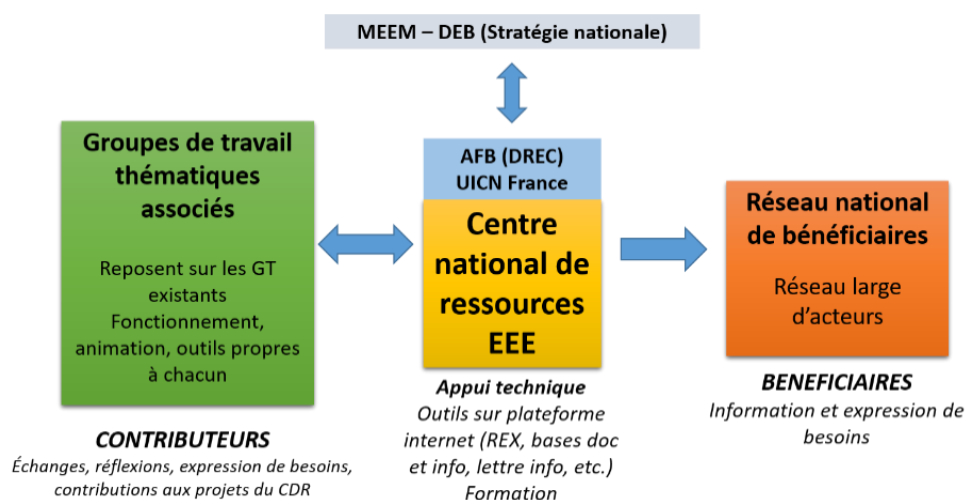 MEEM – DEB (Stratégie nationale)
Groupes de travail
thématiques
associés
Reposent sur les GT
existants
Fonctionnement,
animation, outils propres
à chacun
CONTRIBUTEURS
Échanges, réflexions, expression de besoins,
contributions aux projets du CDR
AFB (DREC)
UICN France
Centre
national de
ressources
EEE
Appui technique
Outils sur plateforme
internet (REX, bases doc
et info, lettre info, etc.)
Formation
Réseau national
de bénéficiaires
Réseau large
d’acteurs
BENEFICIAIRES
Information et expression de
besoins